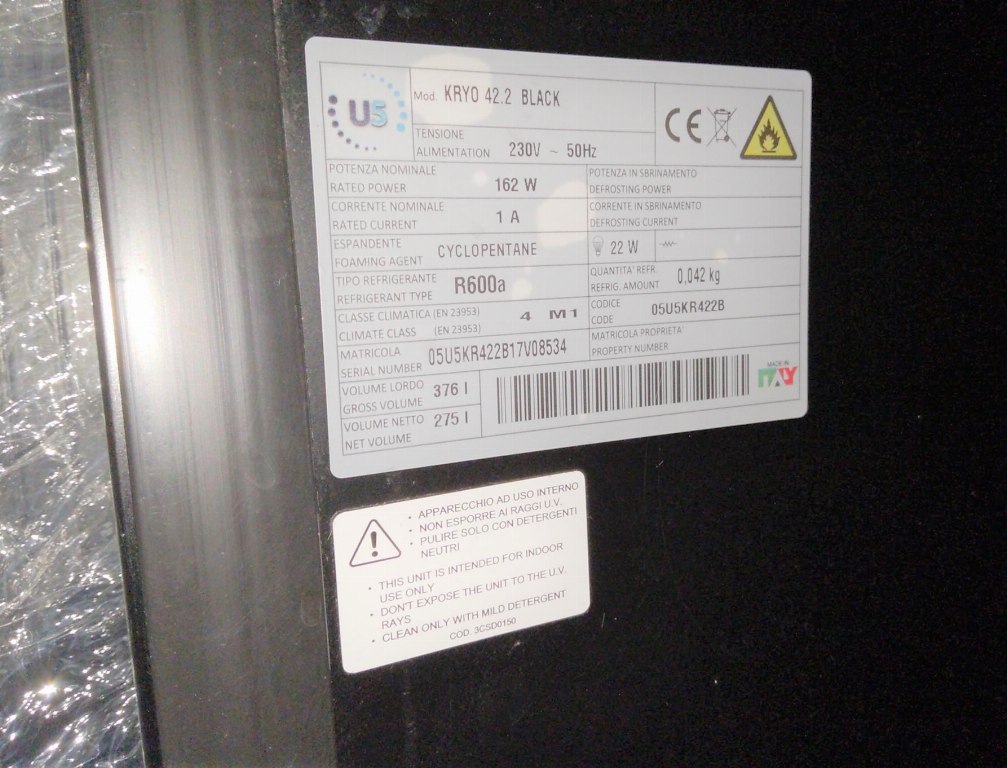 U5
Mod. KRYO 42.2 BLACK
CE
TENSIONE
ALIMENTATION 230V ~ 50Hz
POTENZA NOMINALE
RATED POWER 162 W
POTENZA IN SBRINAMENTO
DEFROSTING POWER
CORRENTE NOMINALE
RATED CURRENT 1 A
CORRENTE IN SBRINAMENTO
DEFROSTING CURRENT
ESPANDENTE
FOAMING AGENT CYCLOPENTANE
22 W
TIPO REFRIGERANTE
REFRIGERANT TYPE R600a
QUANTITA' REFR.
REFRIG. AMOUNT 0,042 kg
CLASSE CLIMATICA (EN 23953)
CLIMATE CLASS (EN 23953) 4 M1
CODICE
CODE 05U5KR422B
MATRICOLA
SERIAL NUMBER 05U5KR422B17V08534
MATRICOLA PROPRIETA'
PROPERTY NUMBER
VOLUME LORDO
GROSS VOLUME 376 l
VOLUME NETTO
NET VOLUME 275 l
MADE IN
ITALY
• APPARECCHIO AD USO INTERNO
• NON ESPORRE AI RAGGI U.V.
• PULIRE SOLO CON DETERGENTI
NEUTRI
• THIS UNIT IS INTENDED FOR INDOOR
USE ONLY
• DON'T EXPOSE THE UNIT TO THE U.V.
RAYS
• CLEAN ONLY WITH MILD DETERGENT
COD. 3CSD0150